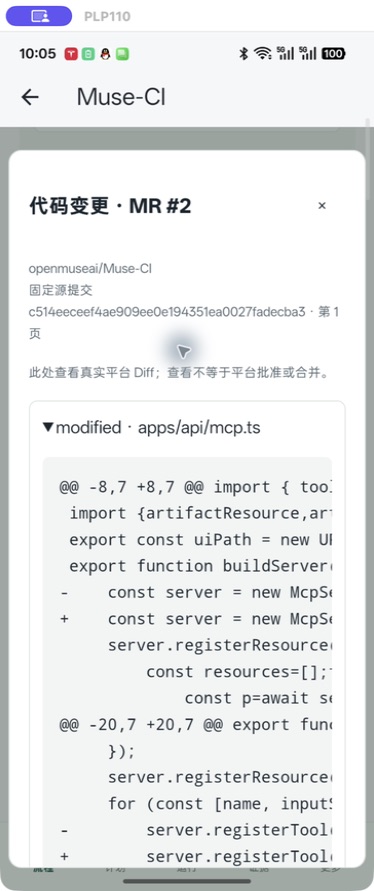 PLP110
10:05
5G
5G
100
Muse-CI
代码变更 · MR #2
×
openmuseai/Muse-CI
固定源提交
c514eeceef4ae909ee0e194351ea0027fadecba3 · 第 1
页
此处查看真实平台 Diff；查看不等于平台批准或合并。
▼modified · apps/api/mcp.ts
@@ -8,7 +8,7 @@ import { tool
import {artifactResource,art
export const uiPath = new UR
export function buildServer(
-    const server = new McpSe
+    const server = new McpSe
server.registerResource(
const resources=[];
const p=await se
@@ -20,7 +20,7 @@ export func
});
server.registerResource(
for (const [name, inputS
-        server.registerTool(
+        server.registerTool(